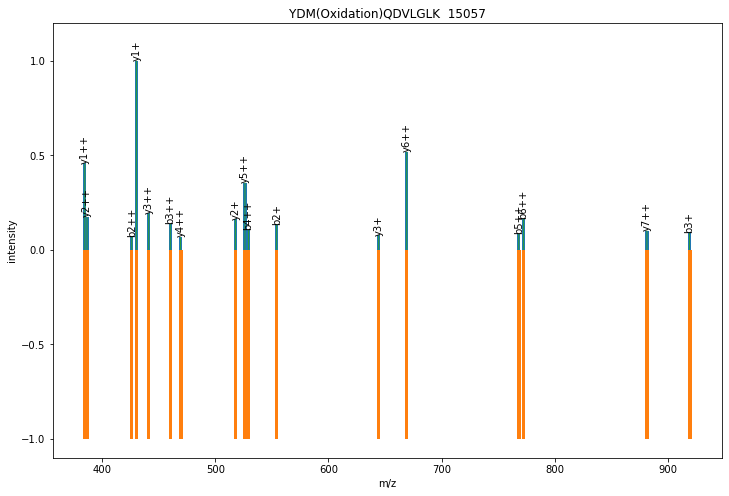 YDM(Oxidation)QDVLGLK 15057
y1+
y1++
y2++
b2++
y3++
b3++
y4++
y2+
y5++
b4++
b2+
y3+
y6++
b5++
b6++
y7++
b3+
intensity
1.0
0.5
0.0
−0.5
−1.0
400 500 600 700 800 900
m/z